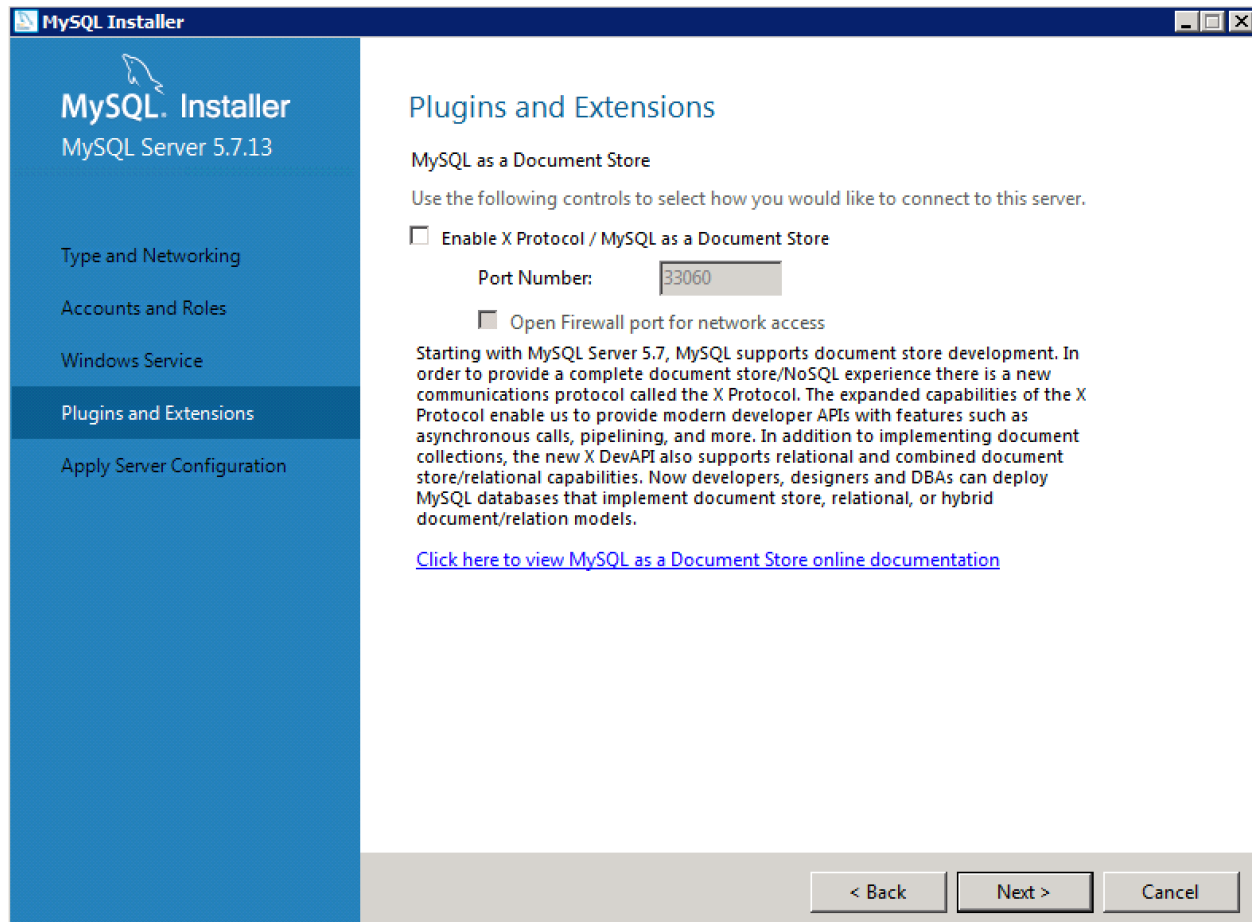 MySQL Installer
MySQL. Installer
MySQL Server 5.7.13
Type and Networking
Accounts and Roles
Windows Service
Plugins and Extensions
Apply Server Configuration
Plugins and Extensions
MySQL as a Document Store
Use the following controls to select how you would like to connect to this server.
Enable X Protocol / MySQL as a Document Store
Port Number: 33060
Open Firewall port for network access
Starting with MySQL Server 5.7, MySQL supports document store development. In
order to provide a complete document store/NoSQL experience there is a new
communications protocol called the X Protocol. The expanded capabilities of the X
Protocol enable us to provide modern developer APIs with features such as
asynchronous calls, pipelining, and more. In addition to implementing document
collections, the new X DevAPI also supports relational and combined document
store/relational capabilities. Now developers, designers and DBAs can deploy
MySQL databases that implement document store, relational, or hybrid
document/relation models.
Click here to view MySQL as a Document Store online documentation
< Back Next > Cancel